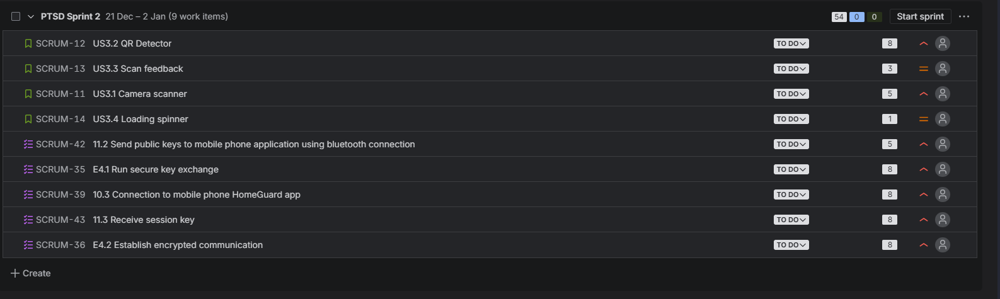 PTSD Sprint 2 21 Dec – 2 Jan (9 work items) 54 0 0 Start sprint
SCRUM-12 US3.2 QR Detector TO DO 8
SCRUM-13 US3.3 Scan feedback TO DO 3
SCRUM-11 US3.1 Camera scanner TO DO 5
SCRUM-14 US3.4 Loading spinner TO DO 1
SCRUM-42 11.2 Send public keys to mobile phone application using bluetooth connection TO DO 5
SCRUM-35 E4.1 Run secure key exchange TO DO 8
SCRUM-39 10.3 Connection to mobile phone HomeGuard app TO DO 8
SCRUM-43 11.3 Receive session key TO DO 8
SCRUM-36 E4.2 Establish encrypted communication TO DO 8
Create